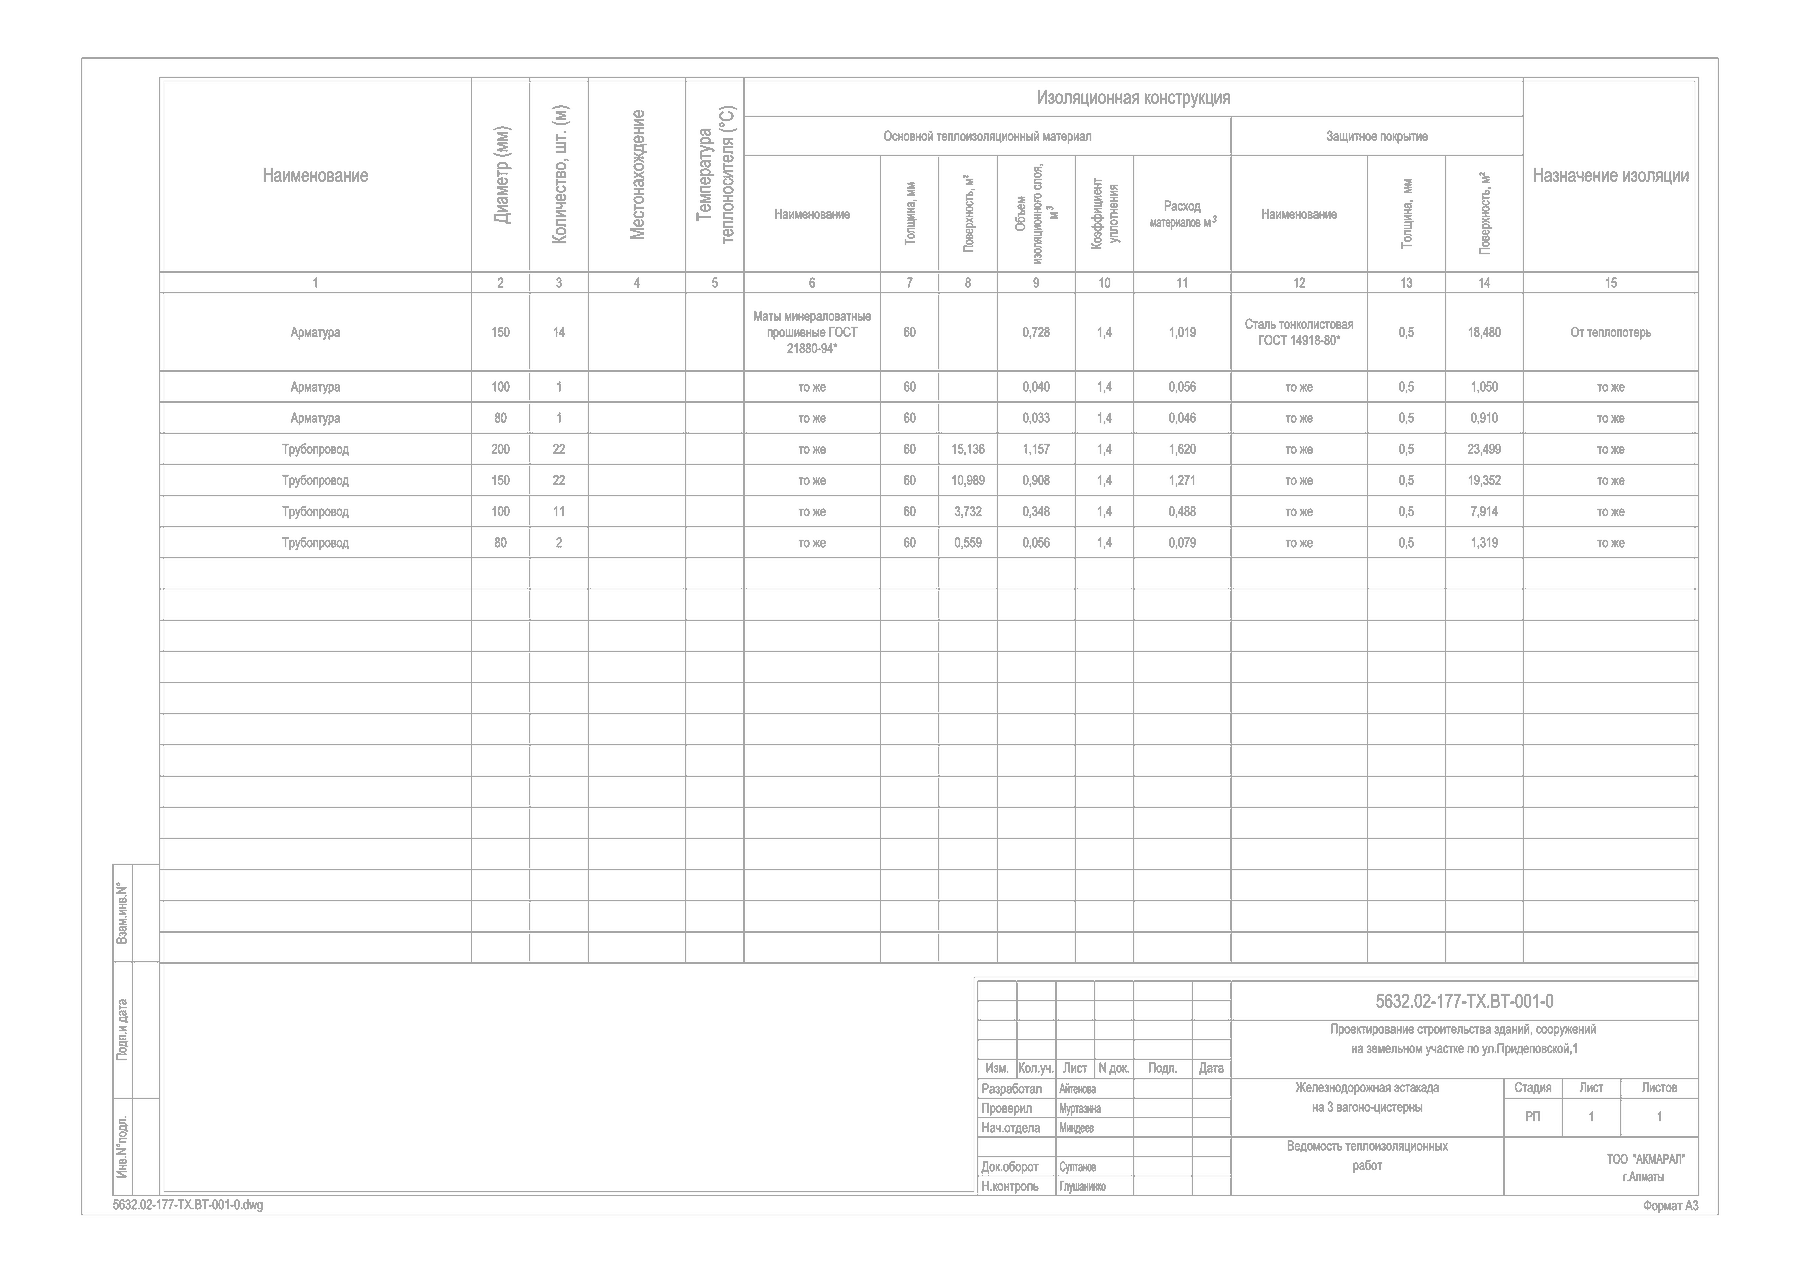 Наименование
Диаметр (мм)
Количество, шт. (м)
Местонахождение
Температура
теплоносителя (°С)
Изоляционная конструкция
Основной теплоизоляционный материал
Защитное покрытие
Наименование
Толщина, мм
Поверхность, м²
Объем
изоляционного слоя,
м³
Коэффициент
уплотнения
Расход
материалов м³
Наименование
Толщина, мм
Поверхность, м²
Назначение изоляции
1 2 3 4 5 6 7 8 9 10 11 12 13 14 15
Арматура 150 14 Маты минераловатные прошивные ГОСТ 21880-94* 60 0,728 1,4 1,019 Сталь тонколистовая ГОСТ 14918-80* 0,5 18,480 От теплопотерь
Арматура 100 1 то же 60 0,040 1,4 0,056 то же 0,5 1,050 то же
Арматура 80 1 то же 60 0,033 1,4 0,046 то же 0,5 0,910 то же
Трубопровод 200 22 то же 60 15,136 1,157 1,4 1,620 то же 0,5 23,499 то же
Трубопровод 150 22 то же 60 10,989 0,908 1,4 1,271 то же 0,5 19,352 то же
Трубопровод 100 11 то же 60 3,732 0,348 1,4 0,488 то же 0,5 7,914 то же
Трубопровод 80 2 то же 60 0,559 0,056 1,4 0,079 то же 0,5 1,319 то же
Взам.инв.N°
Подп.и дата
Инв.N°подл.
5632.02-177-ТХ.ВТ-001-0
Проектирование строительства зданий, сооружений
на земельном участке по ул.Придеповской,1
Изм. Кол.уч. Лист N док. Подп. Дата
Разработал Айтенова
Проверил Муртазина
Нач.отдела Миндеев
Док.оборот Султанов
Н.контроль Глушаниико
Железнодорожная эстакада
на 3 вагоно-цистерны
Стадия Лист Листов
РП 1 1
Ведомость теплоизоляционных
работ
ТОО "АКМАРАЛ"
г.Алматы
5632.02-177-ТХ.ВТ-001-0.dwg
Формат А3